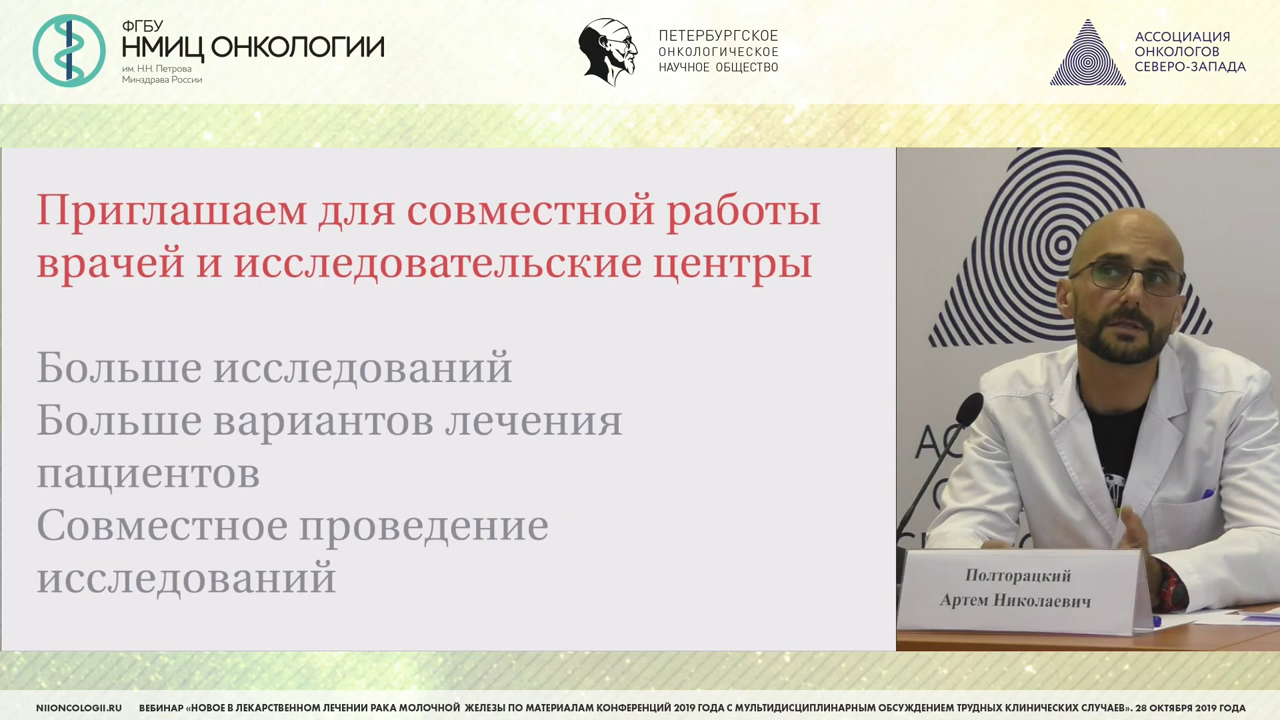 ФГБУ
НМИЦ ОНКОЛОГИИ
им. Н.Н. Петрова
Минздрава России
ПЕТЕРБУРГСКОЕ
ОНКОЛОГИЧЕСКОЕ
НАУЧНОЕ ОБЩЕСТВО
АССОЦИАЦИЯ
ОНКОЛОГОВ
СЕВЕРО-ЗАПАДА
Приглашаем для совместной работы
врачей и исследовательские центры
Больше исследований
Больше вариантов лечения
пациентов
Совместное проведение
исследований
Полторацкий
Артем Николаевич
NIIONCOLOGII.RU ВЕБИНАР «НОВОЕ В ЛЕКАРСТВЕННОМ ЛЕЧЕНИИ РАКА МОЛОЧНОЙ ЖЕЛЕЗЫ ПО МАТЕРИАЛАМ КОНФЕРЕНЦИЙ 2019 ГОДА С МУЛЬТИДИСЦИПЛИНАРНЫМ ОБСУЖДЕНИЕМ ТРУДНЫХ КЛИНИЧЕСКИХ СЛУЧАЕВ». 28 ОКТЯБРЯ 2019 ГОДА